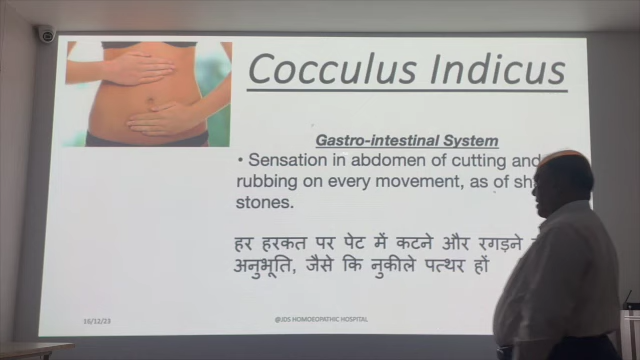 Cocculus Indicus
Gastro-intestinal System
• Sensation in abdomen of cutting and
rubbing on every movement, as of
stones.
हर हरकत पर पेट में कटने और रगड़ने
अनुभूति, जैसे कि नुकीले पत्थर हों
10/12/23
@JDS HOMOEOPATHIC HOSPITAL